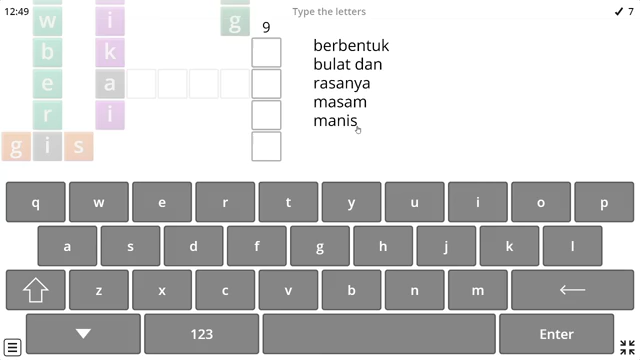 12:49 Type the letters ✓ 7
w i g
9
b k berbentuk
bulat dan
e a rasanya
masam
r i manis
g i s
q w e r t y u i o p
a s d f g h j k l
z x c v b n m
123 Enter